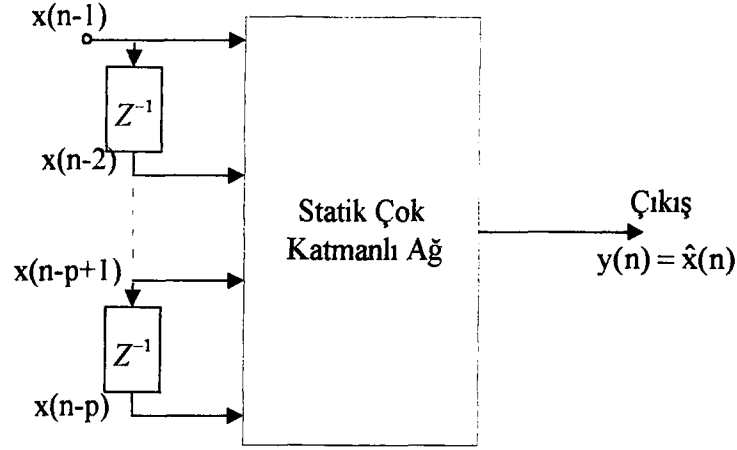 x(n-1)
Z⁻¹
x(n-2)
Statik Çok
Katmanlı Ağ
Çıkış
y(n) = x̂(n)
x(n-p+1)
Z⁻¹
x(n-p)